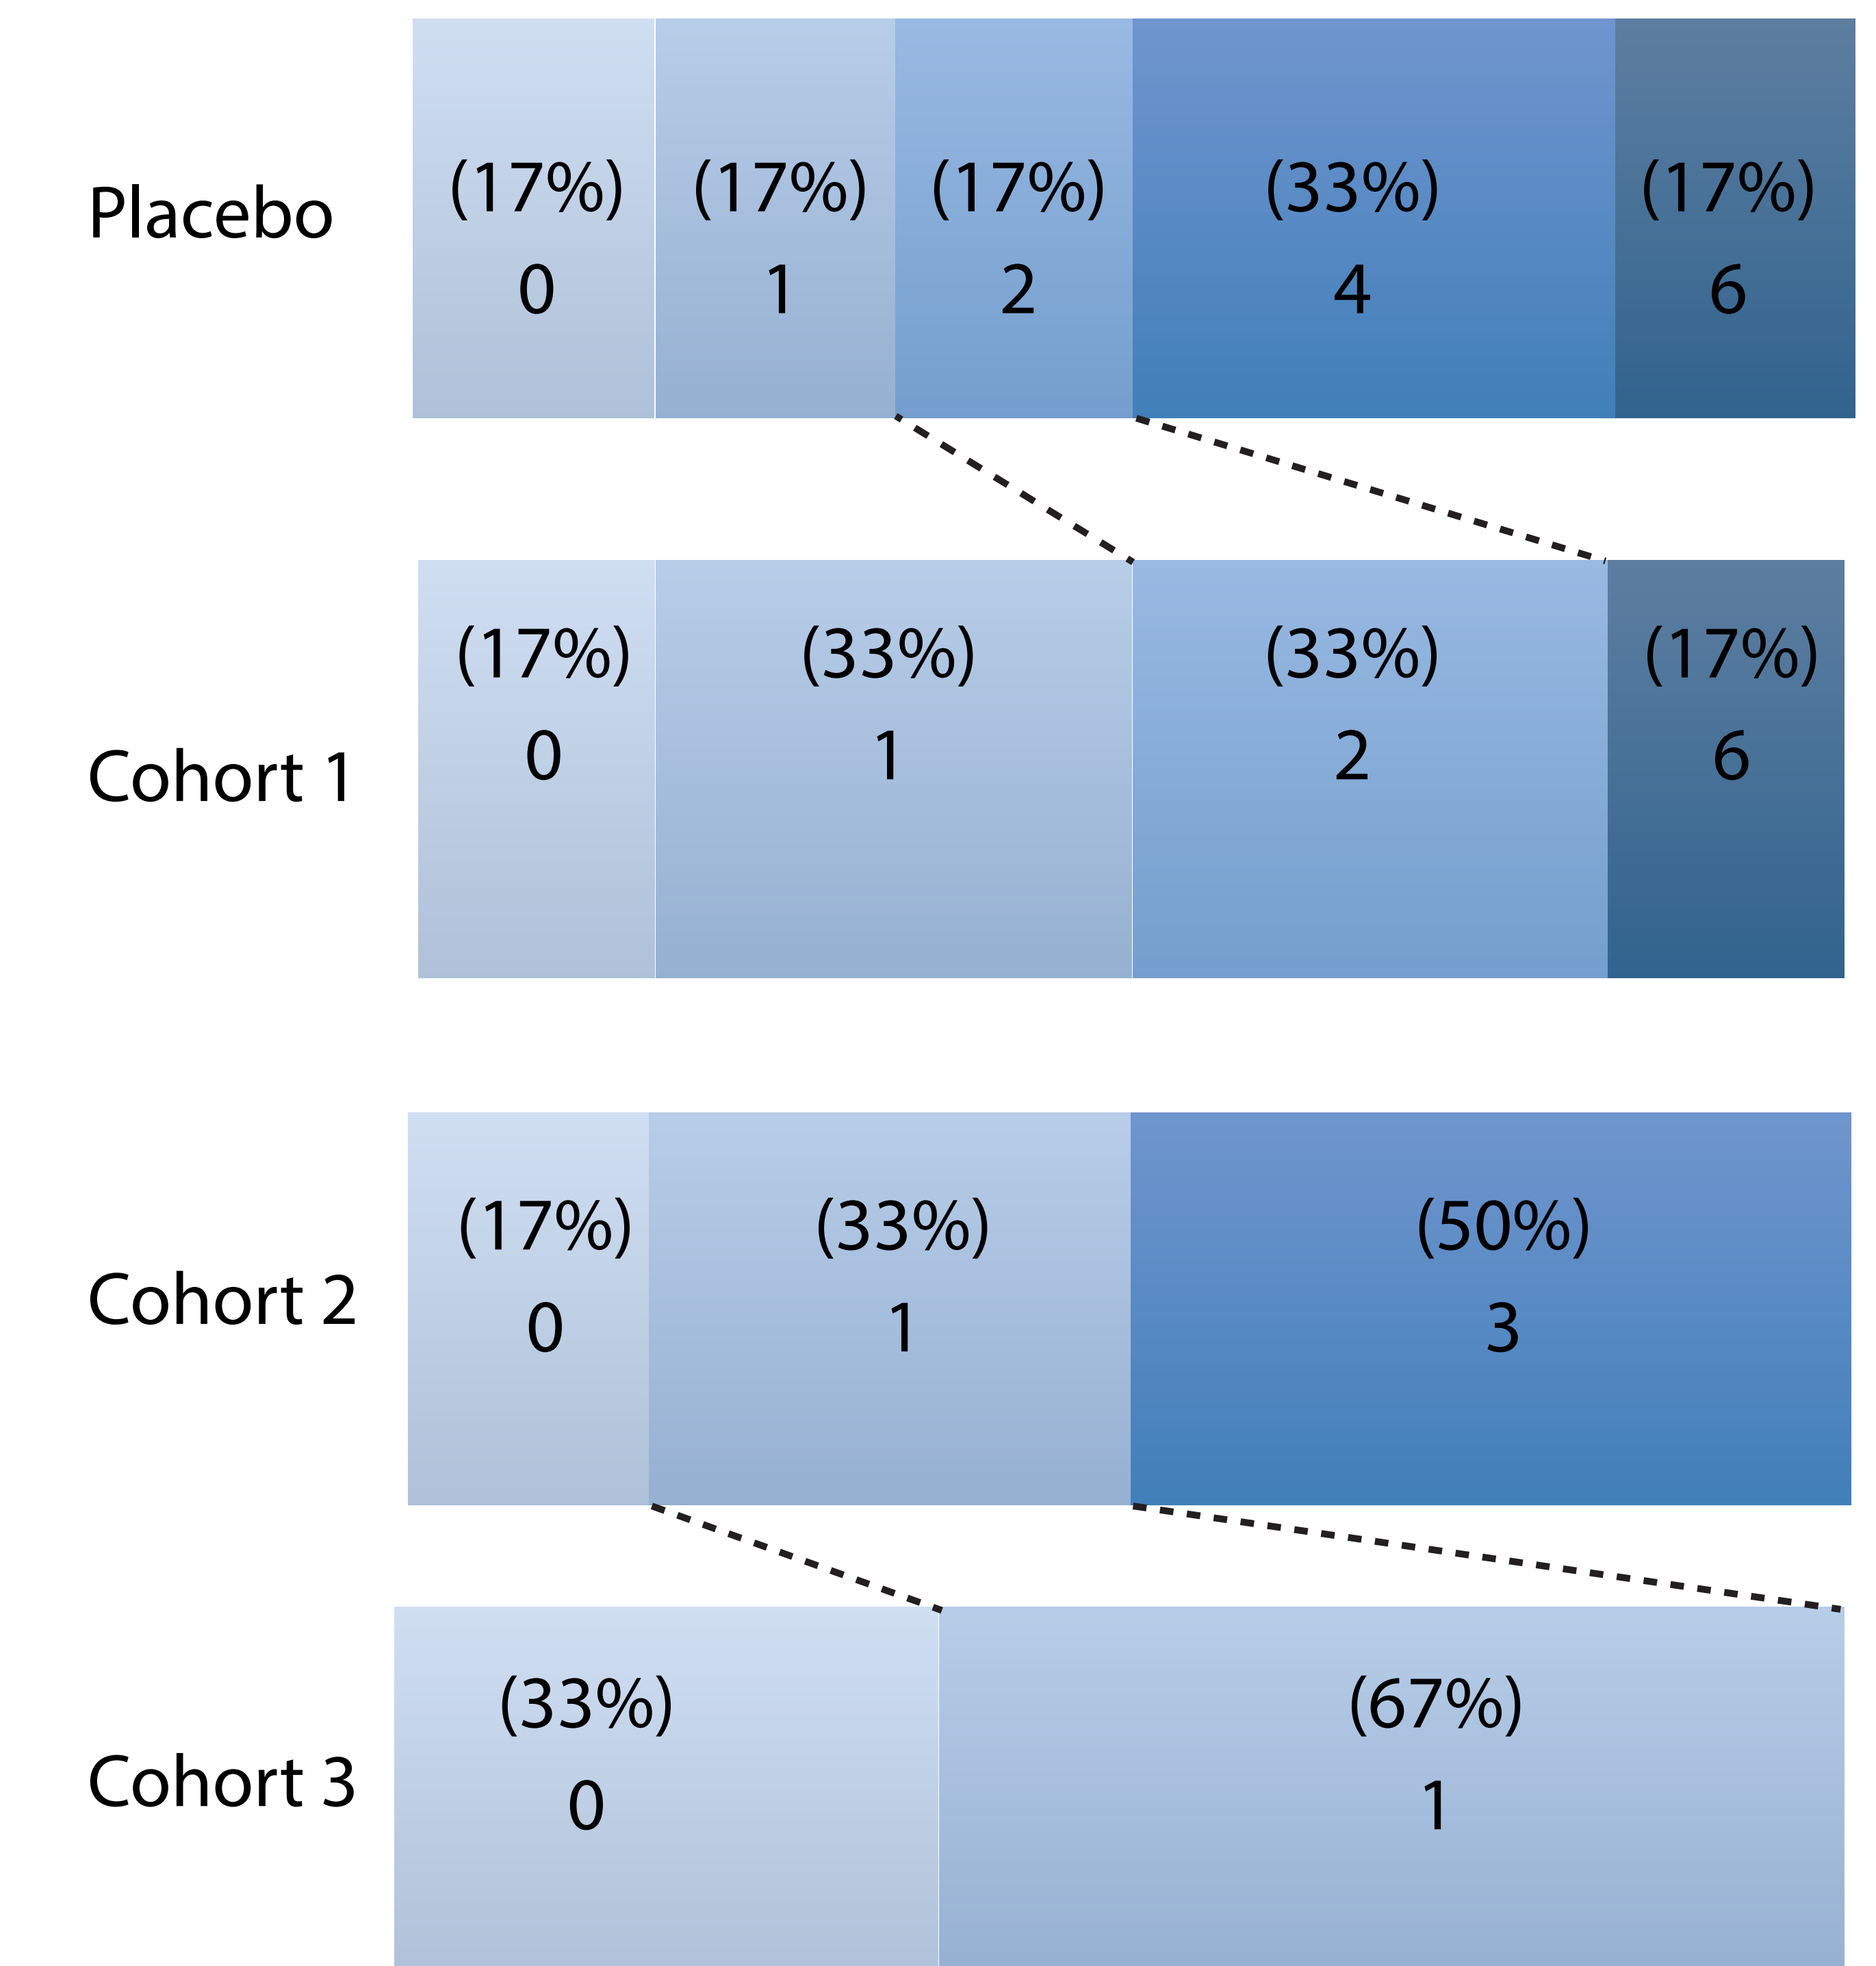 Placebo
(17%) (17%) (17%) (33%) (17%)
0 1 2 4 6
Cohort 1
(17%) (33%) (33%) (17%)
0 1 2 6
Cohort 2
(17%) (33%) (50%)
0 1 3
Cohort 3
(33%) (67%)
0 1